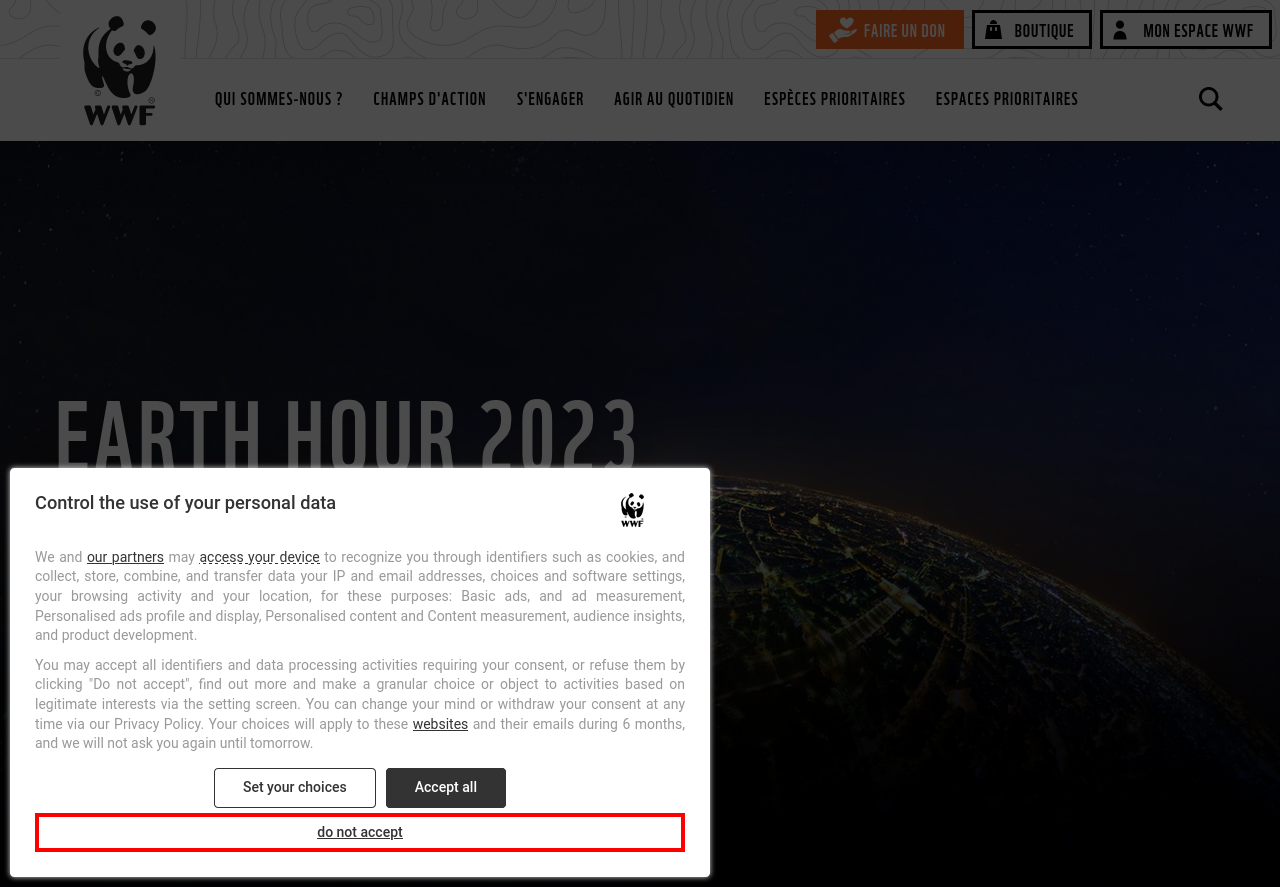 FAIRE UN DON
BOUTIQUE
MON ESPACE WWF
WWF
QUI SOMMES-NOUS ?
CHAMPS D'ACTION
S'ENGAGER
AGIR AU QUOTIDIEN
ESPÈCES PRIORITAIRES
ESPACES PRIORITAIRES
EARTH HOUR 2023
Control the use of your personal data
WWF
We and our partners may access your device to recognize you through identifiers such as cookies, and
collect, store, combine, and transfer data your IP and email addresses, choices and software settings,
your browsing activity and your location, for these purposes: Basic ads, and ad measurement,
Personalised ads profile and display, Personalised content and Content measurement, audience insights,
and product development.
You may accept all identifiers and data processing activities requiring your consent, or refuse them by
clicking "Do not accept", find out more and make a granular choice or object to activities based on
legitimate interests via the setting screen. You can change your mind or withdraw your consent at any
time via our Privacy Policy. Your choices will apply to these websites and their emails during 6 months,
and we will not ask you again until tomorrow.
Set your choices
Accept all
do not accept